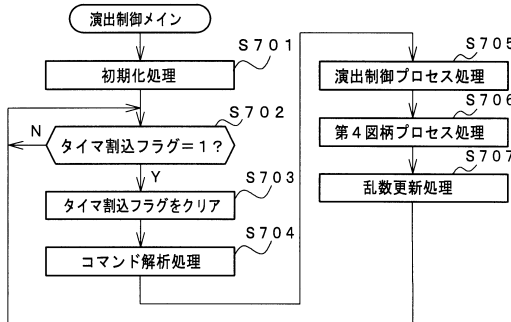 演出制御メイン
S701
初期化処理
S702
N
タイマ割込フラグ=1?
Y
S703
タイマ割込フラグをクリア
S704
コマンド解析処理
S705
演出制御プロセス処理
S706
第4図柄プロセス処理
S707
乱数更新処理